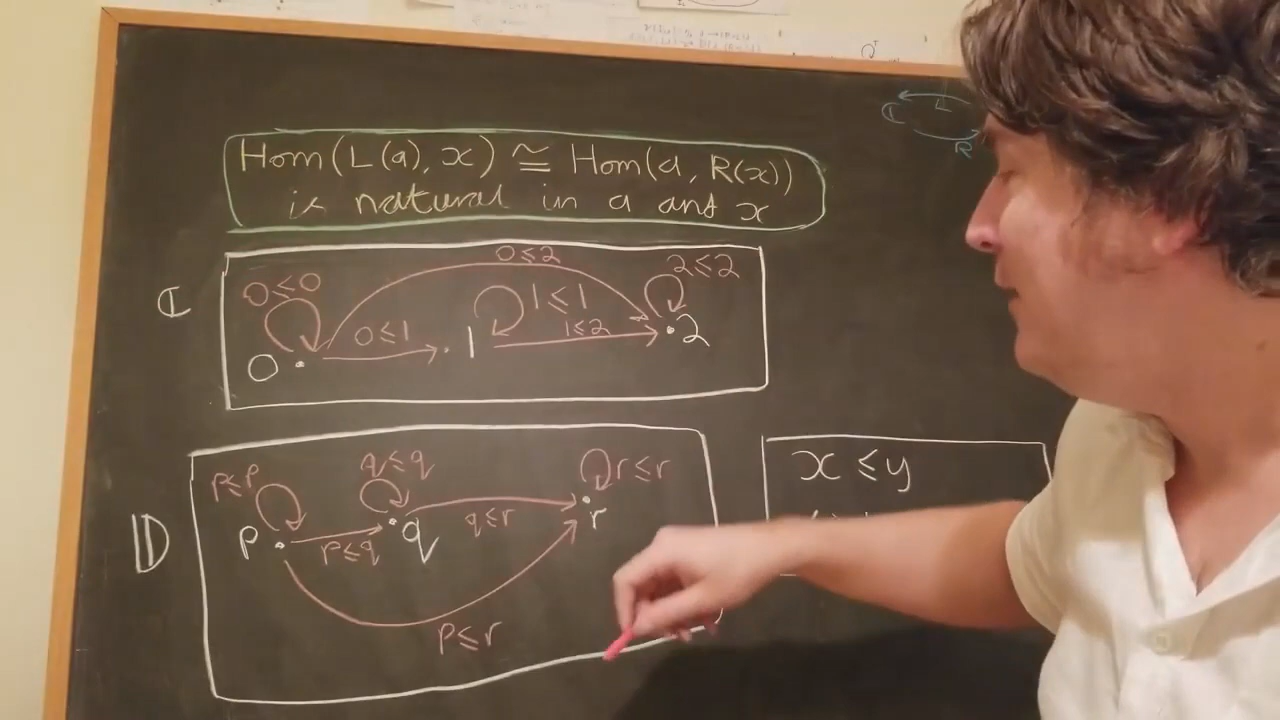 Hom(L(a), x) ≅ Hom(a, R(x))
is natural in a and x
ℂ
L
R
ℂ
0≤0
0≤2
2≤2
0≤1
1≤1
1≤2
0
1
2
𝔻
p≤p
q≤q
r≤r
p
p≤q
q
q≤r
r
p≤r
x≤y